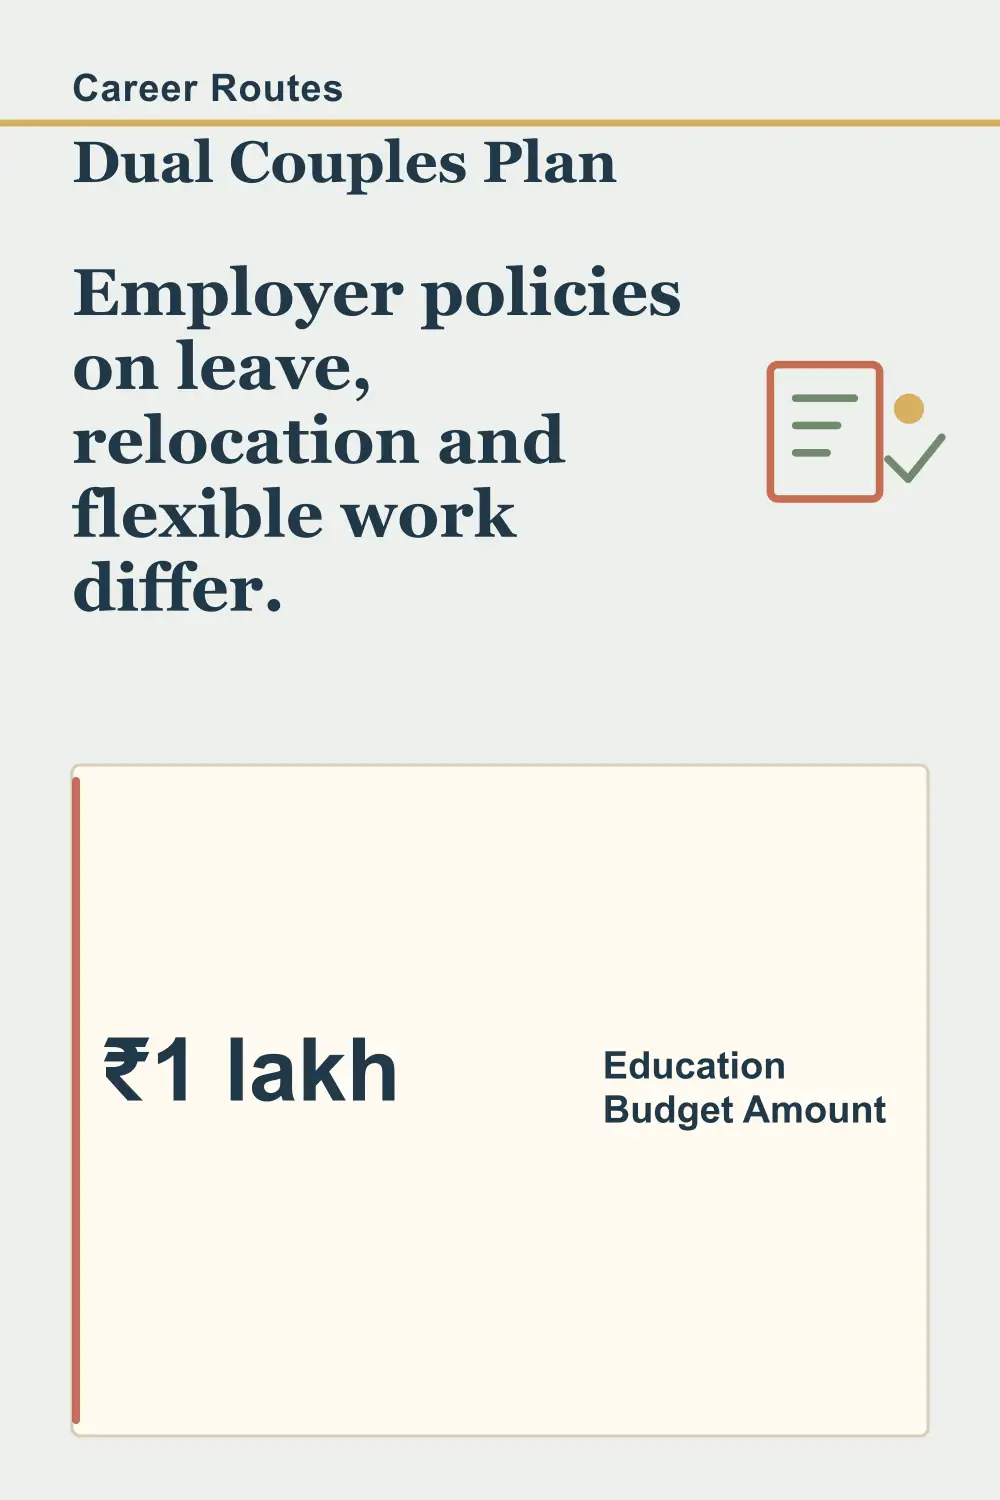 Career Routes
Dual Couples Plan
Employer policies
on leave,
relocation and
flexible work
differ.
₹1 lakh
Education
Budget Amount